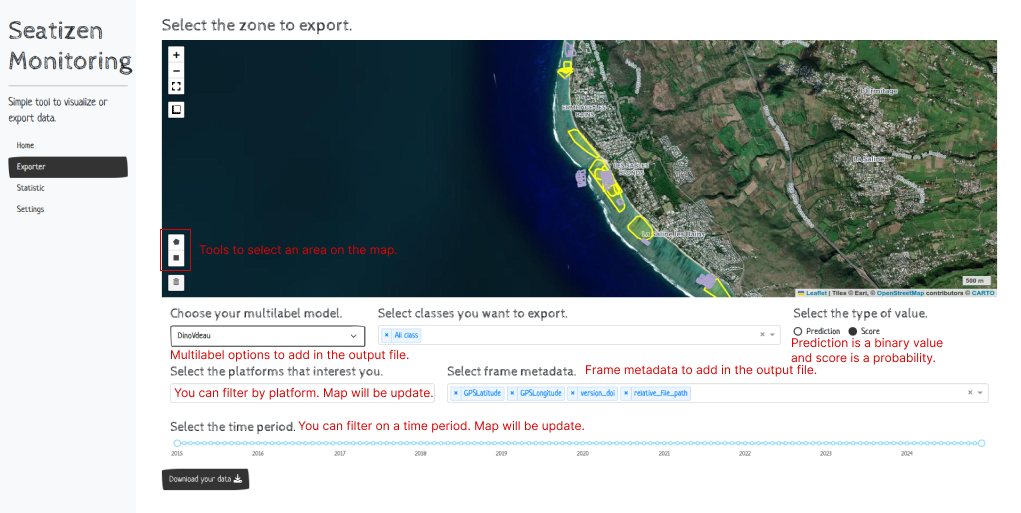 Seatizen
Monitoring
Simple tool to visualize or
export data.
Home
Exporter
Statistic
Settings
Select the zone to export.
+
−
L'Ermitage
La Saline
La Saline les Bains
Tools to select an area on the map.
500 m
Leaflet | Tiles © Esri, © OpenStreetMap contributors © CARTO
Choose your multilabel model.
DinoVdeau
Multilabel options to add in the output file.
Select classes you want to export.
× All class
×
Select the type of value.
Prediction Score
Prediction is a binary value
and score is a probability.
Select the platforms that interest you.
You can filter by platform. Map will be update.
Select frame metadata. Frame metadata to add in the output file.
× GPSLatitude × GPSLongitude × version_doi × relative_file_path ×
Select the time period. You can filter on a time period. Map will be update.
2015 2016 2017 2018 2019 2020 2021 2022 2023 2024
Download your data